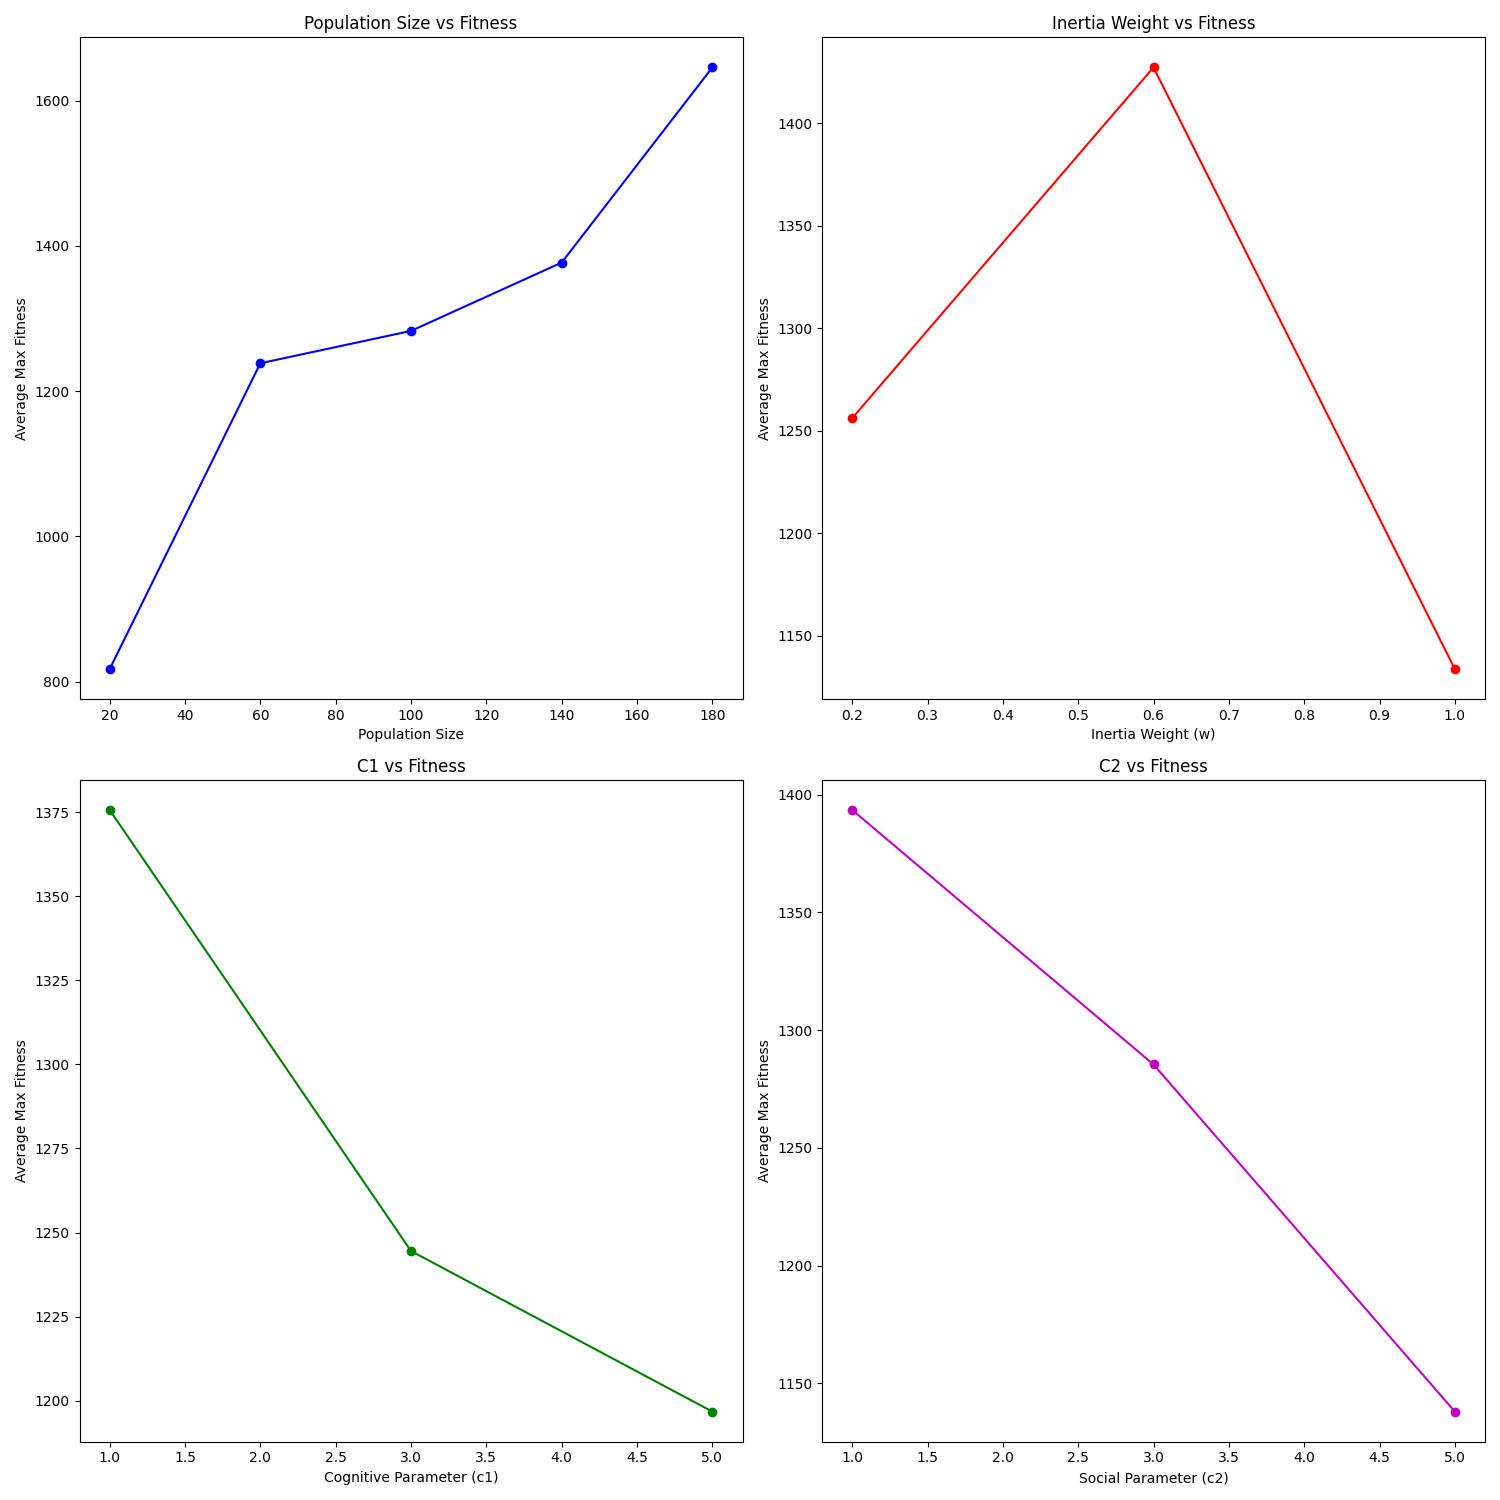 Population Size vs Fitness
Average Max Fitness
1600
1400
1200
1000
800
20 40 60 80 100 120 140 160 180
Population Size
Inertia Weight vs Fitness
Average Max Fitness
1400
1350
1300
1250
1200
1150
0.2 0.3 0.4 0.5 0.6 0.7 0.8 0.9 1.0
Inertia Weight (w)
C1 vs Fitness
Average Max Fitness
1375
1350
1325
1300
1275
1250
1225
1200
1.0 1.5 2.0 2.5 3.0 3.5 4.0 4.5 5.0
Cognitive Parameter (c1)
C2 vs Fitness
Average Max Fitness
1400
1350
1300
1250
1200
1150
1.0 1.5 2.0 2.5 3.0 3.5 4.0 4.5 5.0
Social Parameter (c2)